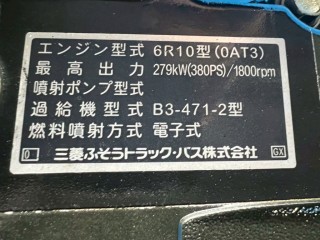 エンジン型式 6R10型(0AT3)
最高出力 279kW(380PS)/1800rpm
噴射ポンプ型式
過給機型式 B3-471-2型
燃料噴射方式 電子式
0 三菱ふそうトラック・バス株式会社 GX